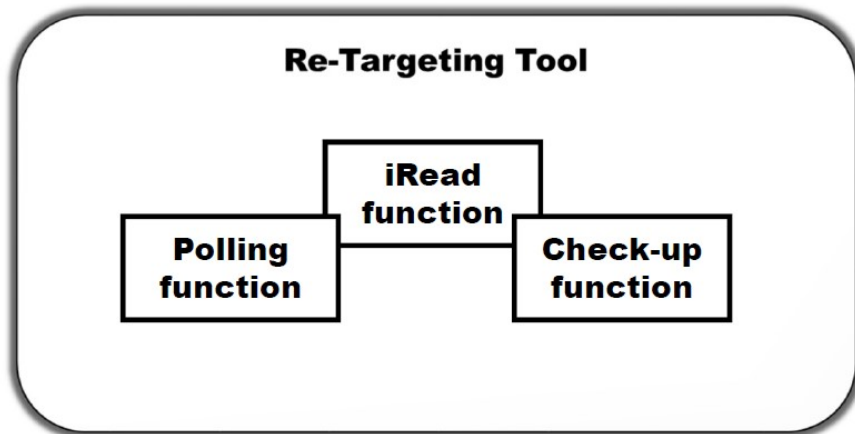 Re-Targeting Tool
iRead
function
Polling
function
Check-up
function